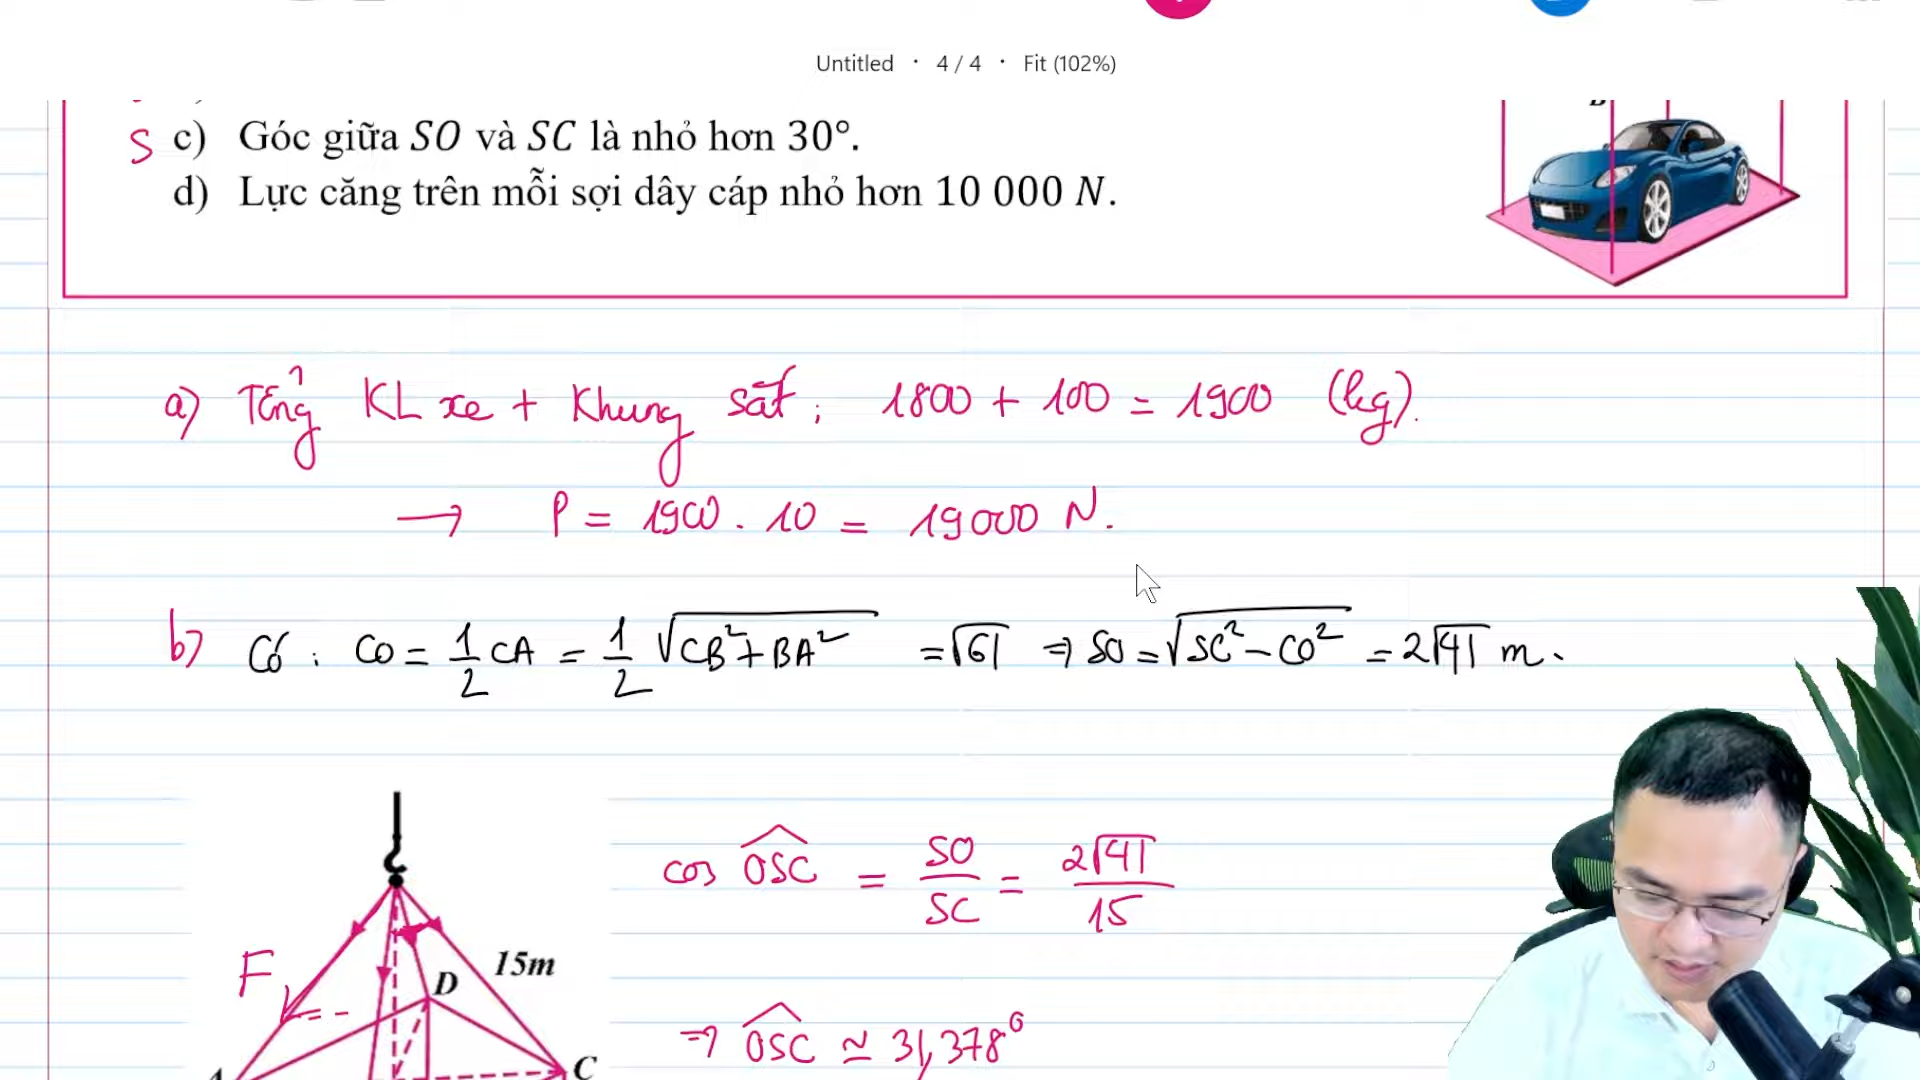 Untitled · 4 / 4 · Fit (102%)
S c) Góc giữa SO và SC là nhỏ hơn 30°.
d) Lực căng trên mỗi sợi dây cáp nhỏ hơn 10 000 N.
a) Tổng KL xe + Khung sắt : 1800 + 100 = 1900 (kg).
→ P = 1900 . 10 = 19000 N.
b) Có : CO = 1/2 CA = 1/2 √(CB² + BA²) = √61 ⇒ SO = √(SC² − CO²) = 2√41 m.
cos OSC = SO/SC = 2√41/15
F
15m
D
⇒ OSC ≃ 31,378°
A
C